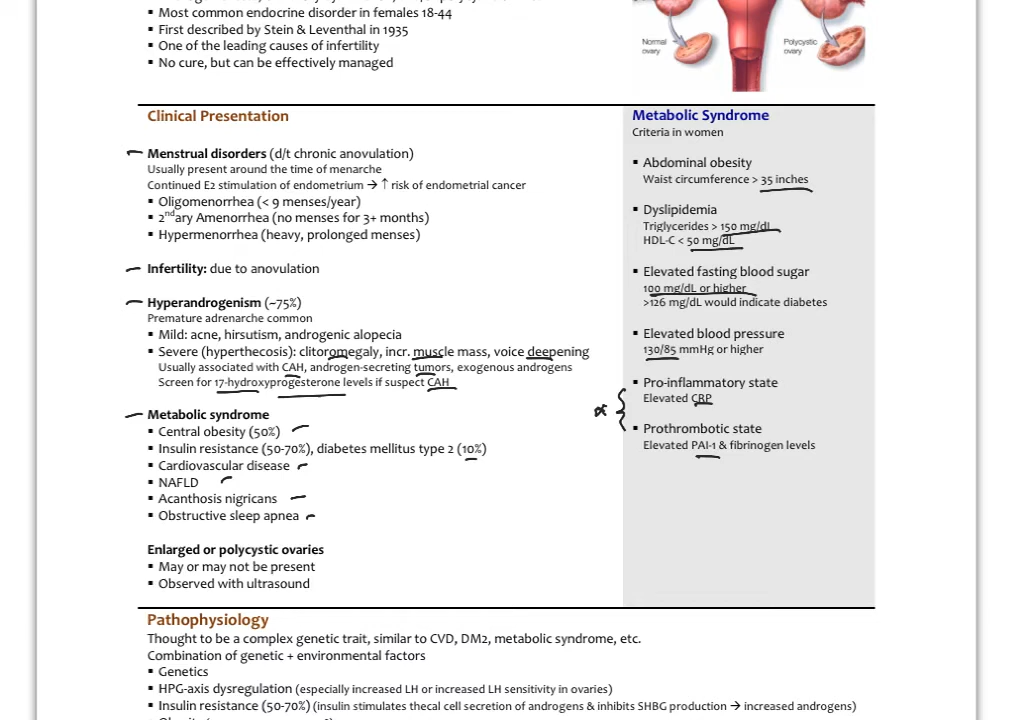 ▪ Most common endocrine disorder in females 18-44
▪ First described by Stein & Leventhal in 1935
▪ One of the leading causes of infertility
▪ No cure, but can be effectively managed
Normal ovary
Polycystic ovary
Clinical Presentation
Menstrual disorders (d/t chronic anovulation)
Usually present around the time of menarche
Continued E2 stimulation of endometrium → ↑ risk of endometrial cancer
▪ Oligomenorrhea (< 9 menses/year)
▪ 2ndary Amenorrhea (no menses for 3+ months)
▪ Hypermenorrhea (heavy, prolonged menses)
Infertility: due to anovulation
Hyperandrogenism (~75%)
Premature adrenarche common
▪ Mild: acne, hirsutism, androgenic alopecia
▪ Severe (hyperthecosis): clitoromegaly, incr. muscle mass, voice deepening
Usually associated with CAH, androgen-secreting tumors, exogenous androgens
Screen for 17-hydroxyprogesterone levels if suspect CAH
Metabolic syndrome
▪ Central obesity (50%)
▪ Insulin resistance (50-70%), diabetes mellitus type 2 (10%)
▪ Cardiovascular disease
▪ NAFLD
▪ Acanthosis nigricans
▪ Obstructive sleep apnea
Enlarged or polycystic ovaries
▪ May or may not be present
▪ Observed with ultrasound
Metabolic Syndrome
Criteria in women
▪ Abdominal obesity
Waist circumference > 35 inches
▪ Dyslipidemia
Triglycerides > 150 mg/dL
HDL-C < 50 mg/dL
▪ Elevated fasting blood sugar
100 mg/dL or higher
>126 mg/dL would indicate diabetes
▪ Elevated blood pressure
130/85 mmHg or higher
▪ Pro-inflammatory state
Elevated CRP
▪ Prothrombotic state
Elevated PAI-1 & fibrinogen levels
Pathophysiology
Thought to be a complex genetic trait, similar to CVD, DM2, metabolic syndrome, etc.
Combination of genetic + environmental factors
▪ Genetics
▪ HPG-axis dysregulation (especially increased LH or increased LH sensitivity in ovaries)
▪ Insulin resistance (50-70%) (insulin stimulates thecal cell secretion of androgens & inhibits SHBG production → increased androgens)